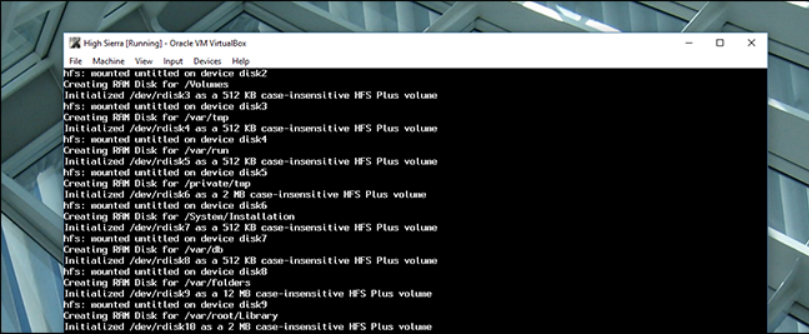 High Sierra [Running] - Oracle VM VirtualBox
File Machine View Input Devices Help
hfs: mounted untitled on device disk2
Creating RAM Disk for /Volumes
Initialized /dev/rdisk3 as a 512 KB case-insensitive HFS Plus volume
hfs: mounted untitled on device disk3
Creating RAM Disk for /var/tmp
Initialized /dev/rdisk4 as a 512 KB case-insensitive HFS Plus volume
hfs: mounted untitled on device disk4
Creating RAM Disk for /var/run
Initialized /dev/rdisk5 as a 512 KB case-insensitive HFS Plus volume
hfs: mounted untitled on device disk5
Creating RAM Disk for /private/tmp
Initialized /dev/rdisk6 as a 2 MB case-insensitive HFS Plus volume
hfs: mounted untitled on device disk6
Creating RAM Disk for /System/Installation
Initialized /dev/rdisk7 as a 512 KB case-insensitive HFS Plus volume
hfs: mounted untitled on device disk7
Creating RAM Disk for /var/db
Initialized /dev/rdisk8 as a 512 KB case-insensitive HFS Plus volume
hfs: mounted untitled on device disk8
Creating RAM Disk for /var/folders
Initialized /dev/rdisk9 as a 12 MB case-insensitive HFS Plus volume
hfs: mounted untitled on device disk9
Creating RAM Disk for /var/root/Library
Initialized /dev/rdisk10 as a 2 MB case-insensitive HFS Plus volume